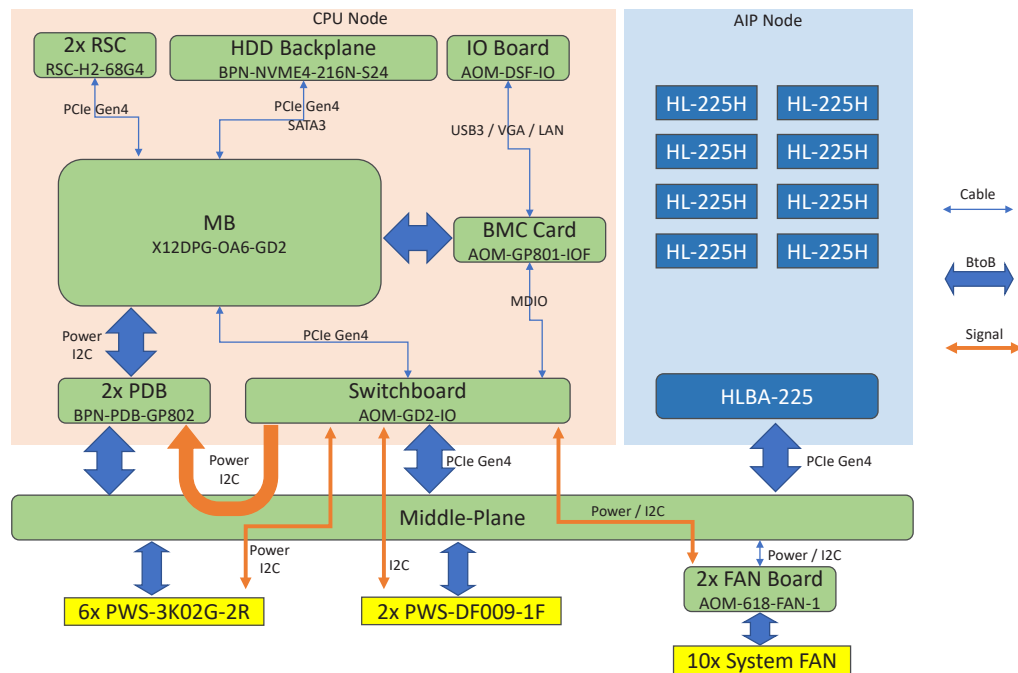 CPU Node
AIP Node
2x RSC
RSC-H2-68G4
HDD Backplane
BPN-NVME4-216N-S24
IO Board
AOM-DSF-IO
PCIe Gen4
PCIe Gen4
SATA3
USB3 / VGA / LAN
HL-225H
HL-225H
HL-225H
HL-225H
HL-225H
HL-225H
HL-225H
HL-225H
Cable
BtoB
Signal
MB
X12DPG-OA6-GD2
BMC Card
AOM-GP801-IOF
MDIO
Power
I2C
PCIe Gen4
2x PDB
BPN-PDB-GP802
Switchboard
AOM-GD2-IO
HLBA-225
Power
I2C
PCIe Gen4
PCIe Gen4
Middle-Plane
Power / I2C
Power
I2C
I2C
Power / I2C
2x FAN Board
AOM-618-FAN-1
6x PWS-3K02G-2R
2x PWS-DF009-1F
10x System FAN